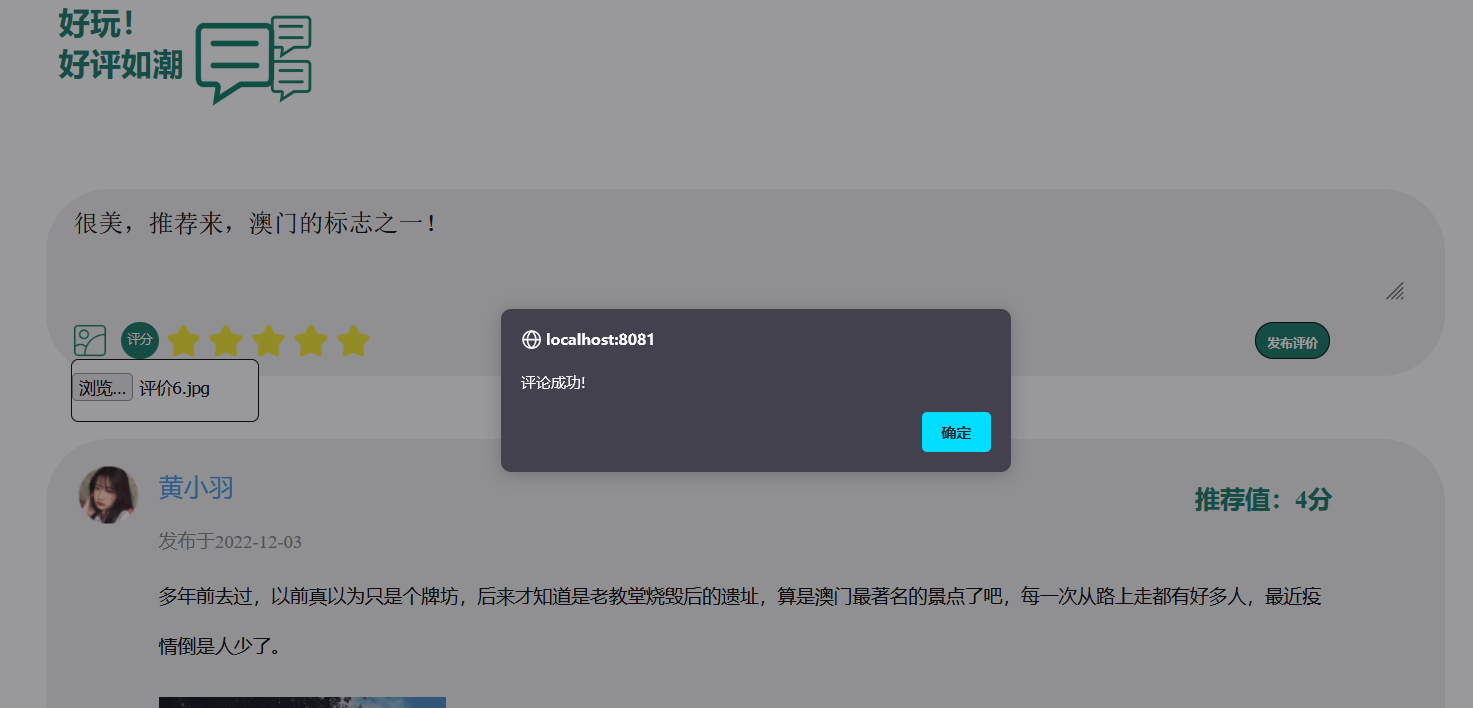 好玩！
好评如潮
很美，推荐来，澳门的标志之一！
评分
发布评价
浏览... 评价6.jpg
localhost:8081
评论成功!
确定
黄小羽
推荐值：4分
发布于2022-12-03
多年前去过，以前真以为只是个牌坊，后来才知道是老教堂烧毁后的遗址，算是澳门最著名的景点了吧，每一次从路上走都有好多人，最近疫
情倒是人少了。